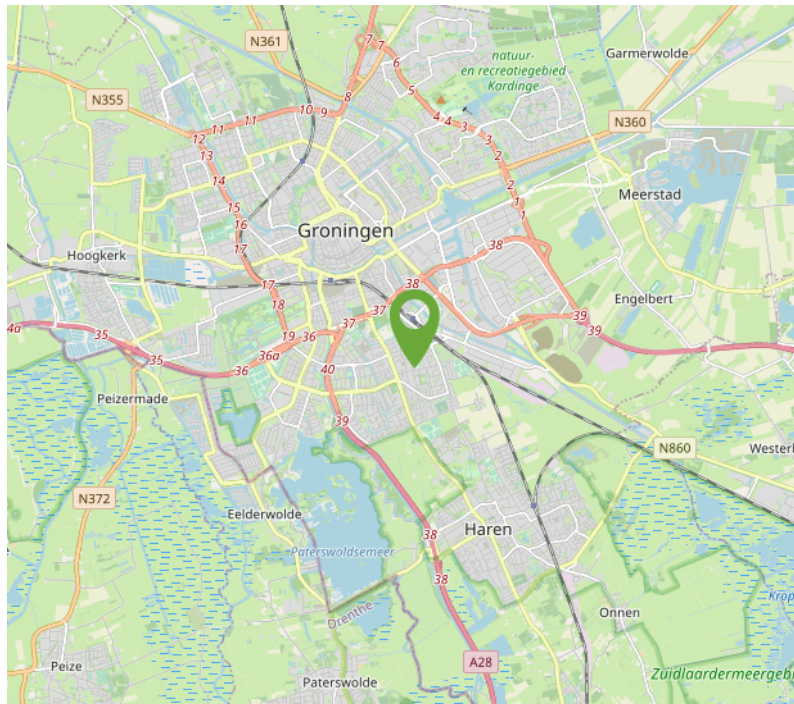 N361
7
7
6
natuur-
en recreatiegebied
Kardinge
Garmerwolde
N355
5
8
10
9
11
11
12
4
4
3
3
N360
13
2
14
2
1
1
Meerstad
15
16
17
Groningen
38
Hoogkerk
17
18
38
37
37
Engelbert
39
39
4a
35
35
19
36
36a
36
40
Peizermade
39
N860
Westerb
N372
Eelderwolde
Haren
38
Paterswoldsemeer
38
Krop
Drenthe
Onnen
A28
Peize
Paterswolde
Zuidlaardermeergebi